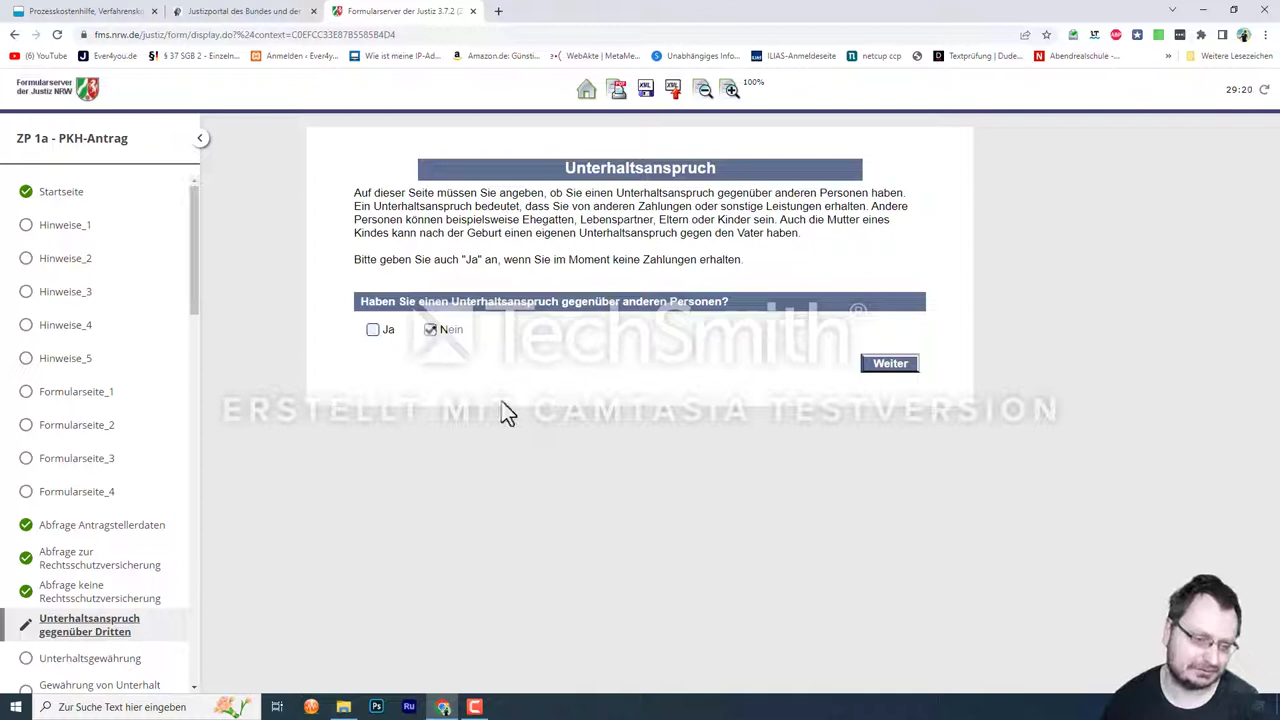 Prozesskostenhilfe, Verfahrensko
Justizportal des Bundes und der
Formularserver der Justiz 3.7.2 (3
fms.nrw.de/justiz/form/display.do?%24context=C0EFCC33E87B5585B4D4
(6) YouTube
Ever4you.de
§ 37 SGB 2 – Einzeln...
Anmelden ‹ Ever4y...
Wie ist meine IP-Ad...
Amazon.de: Günsti...
WebAkte | MetaMe...
Unabhängiges Info...
ILIAS-Anmeldeseite
netcup ccp
Textprüfung | Dude...
Abendrealschule –...
»
Weitere Lesezeichen
Formularserver
der Justiz NRW
100%
29:20
ZP 1a - PKH-Antrag
Startseite
Hinweise_1
Hinweise_2
Hinweise_3
Hinweise_4
Hinweise_5
Formularseite_1
Formularseite_2
Formularseite_3
Formularseite_4
Abfrage Antragstellerdaten
Abfrage zur
Rechtsschutzversicherung
Abfrage keine
Rechtsschutzversicherung
Unterhaltsanspruch
gegenüber Dritten
Unterhaltsgewährung
Gewährung von Unterhalt
Unterhaltsanspruch
Auf dieser Seite müssen Sie angeben, ob Sie einen Unterhaltsanspruch gegenüber anderen Personen haben.
Ein Unterhaltsanspruch bedeutet, dass Sie von anderen Zahlungen oder sonstige Leistungen erhalten. Andere
Personen können beispielsweise Ehegatten, Lebenspartner, Eltern oder Kinder sein. Auch die Mutter eines
Kindes kann nach der Geburt einen eigenen Unterhaltsanspruch gegen den Vater haben.
Bitte geben Sie auch "Ja" an, wenn Sie im Moment keine Zahlungen erhalten.
Haben Sie einen Unterhaltsanspruch gegenüber anderen Personen?
Ja
Nein
Weiter
TechSmith®
ERSTELLT MIT CAMTASIA TESTVERSION
Zur Suche Text hier eingeben